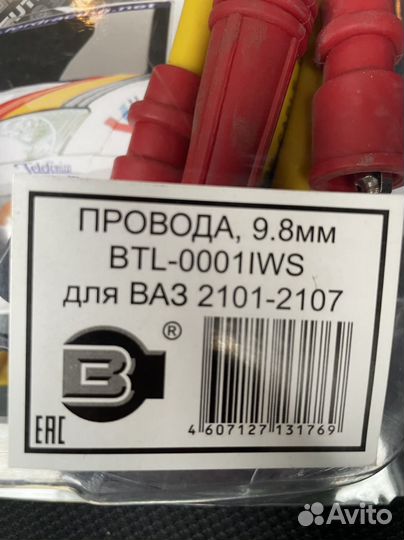 ПРОВОДА, 9.8мм
BTL-0001IWS
для ВАЗ 2101-2107
B
®
EAC
4 607127 131769
Avito